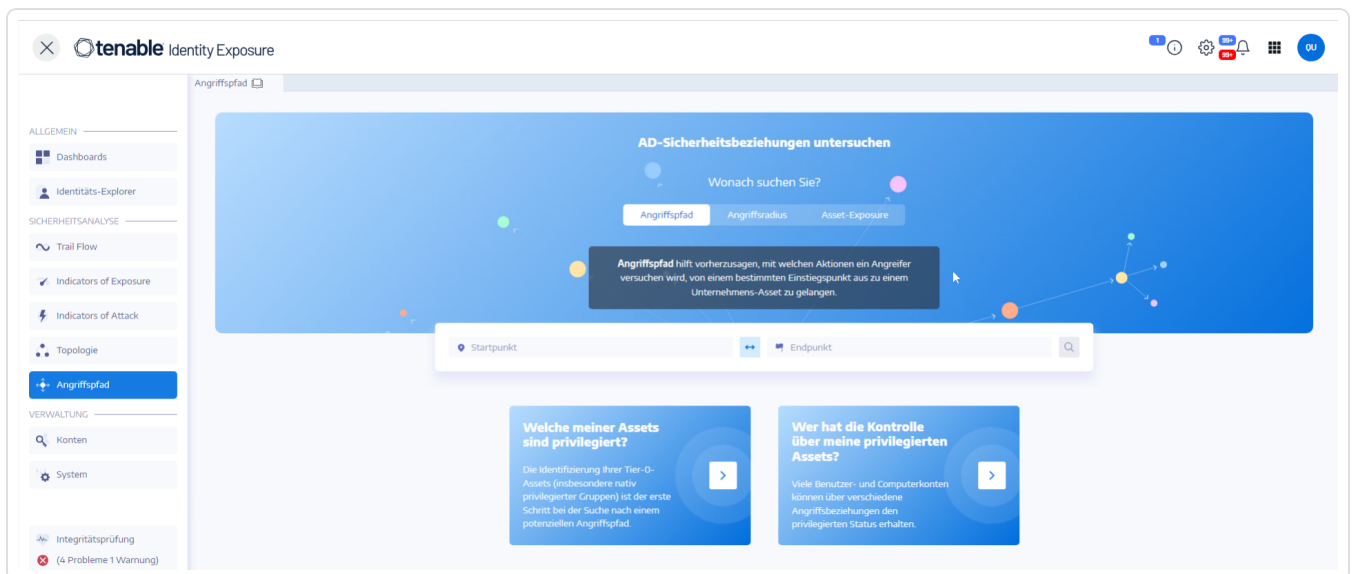 tenable Identity Exposure
1
99+
99+
QU
Angriffspfad
ALLGEMEIN
Dashboards
Identitäts-Explorer
SICHERHEITSANALYSE
Trail Flow
Indicators of Exposure
Indicators of Attack
Topologie
Angriffspfad
VERWALTUNG
Konten
System
Integritätsprüfung
(4 Probleme 1 Warnung)
AD-Sicherheitsbeziehungen untersuchen
Wonach suchen Sie?
Angriffspfad Angriffsradius Asset-Exposure
Angriffspfad hilft vorherzusagen, mit welchen Aktionen ein Angreifer
versuchen wird, von einem bestimmten Einstiegspunkt aus zu einem
Unternehmens-Asset zu gelangen.
Startpunkt
Endpunkt
Welche meiner Assets
sind privilegiert?
Die Identifizierung Ihrer Tier-0-
Assets (insbesondere nativ
privilegierter Gruppen) ist der erste
Schritt bei der Suche nach einem
potenziellen Angriffspfad.
Wer hat die Kontrolle
über meine privilegierten
Assets?
Viele Benutzer- und Computerkonten
können über verschiedene
Angriffsbeziehungen den
privilegierten Status erhalten.